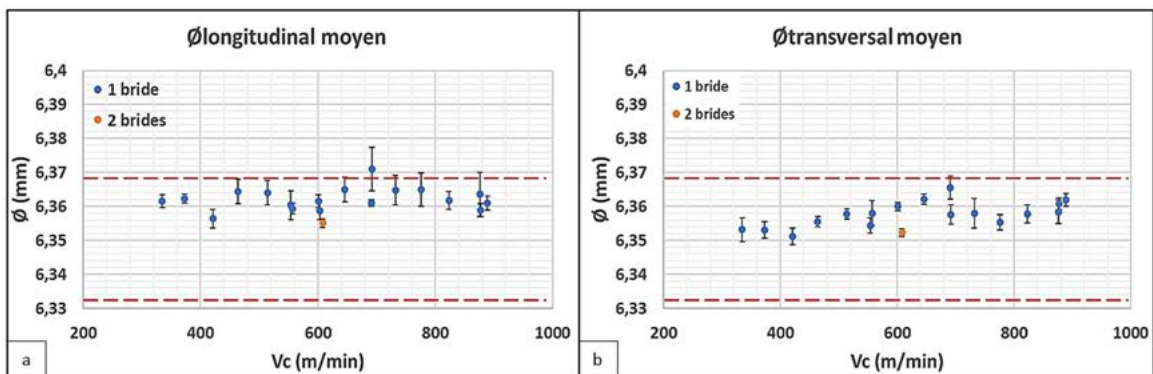 Ølongitudinal moyen
6,4
6,39
6,38
6,37
6,36
6,35
6,34
6,33
Ø (mm)
1 bride
2 brides
200 400 600 800 1000
Vc (m/min)
a
Øtransversal moyen
6,4
6,39
6,38
6,37
6,36
6,35
6,34
6,33
Ø (mm)
1 bride
2 brides
200 400 600 800 1000
Vc (m/min)
b